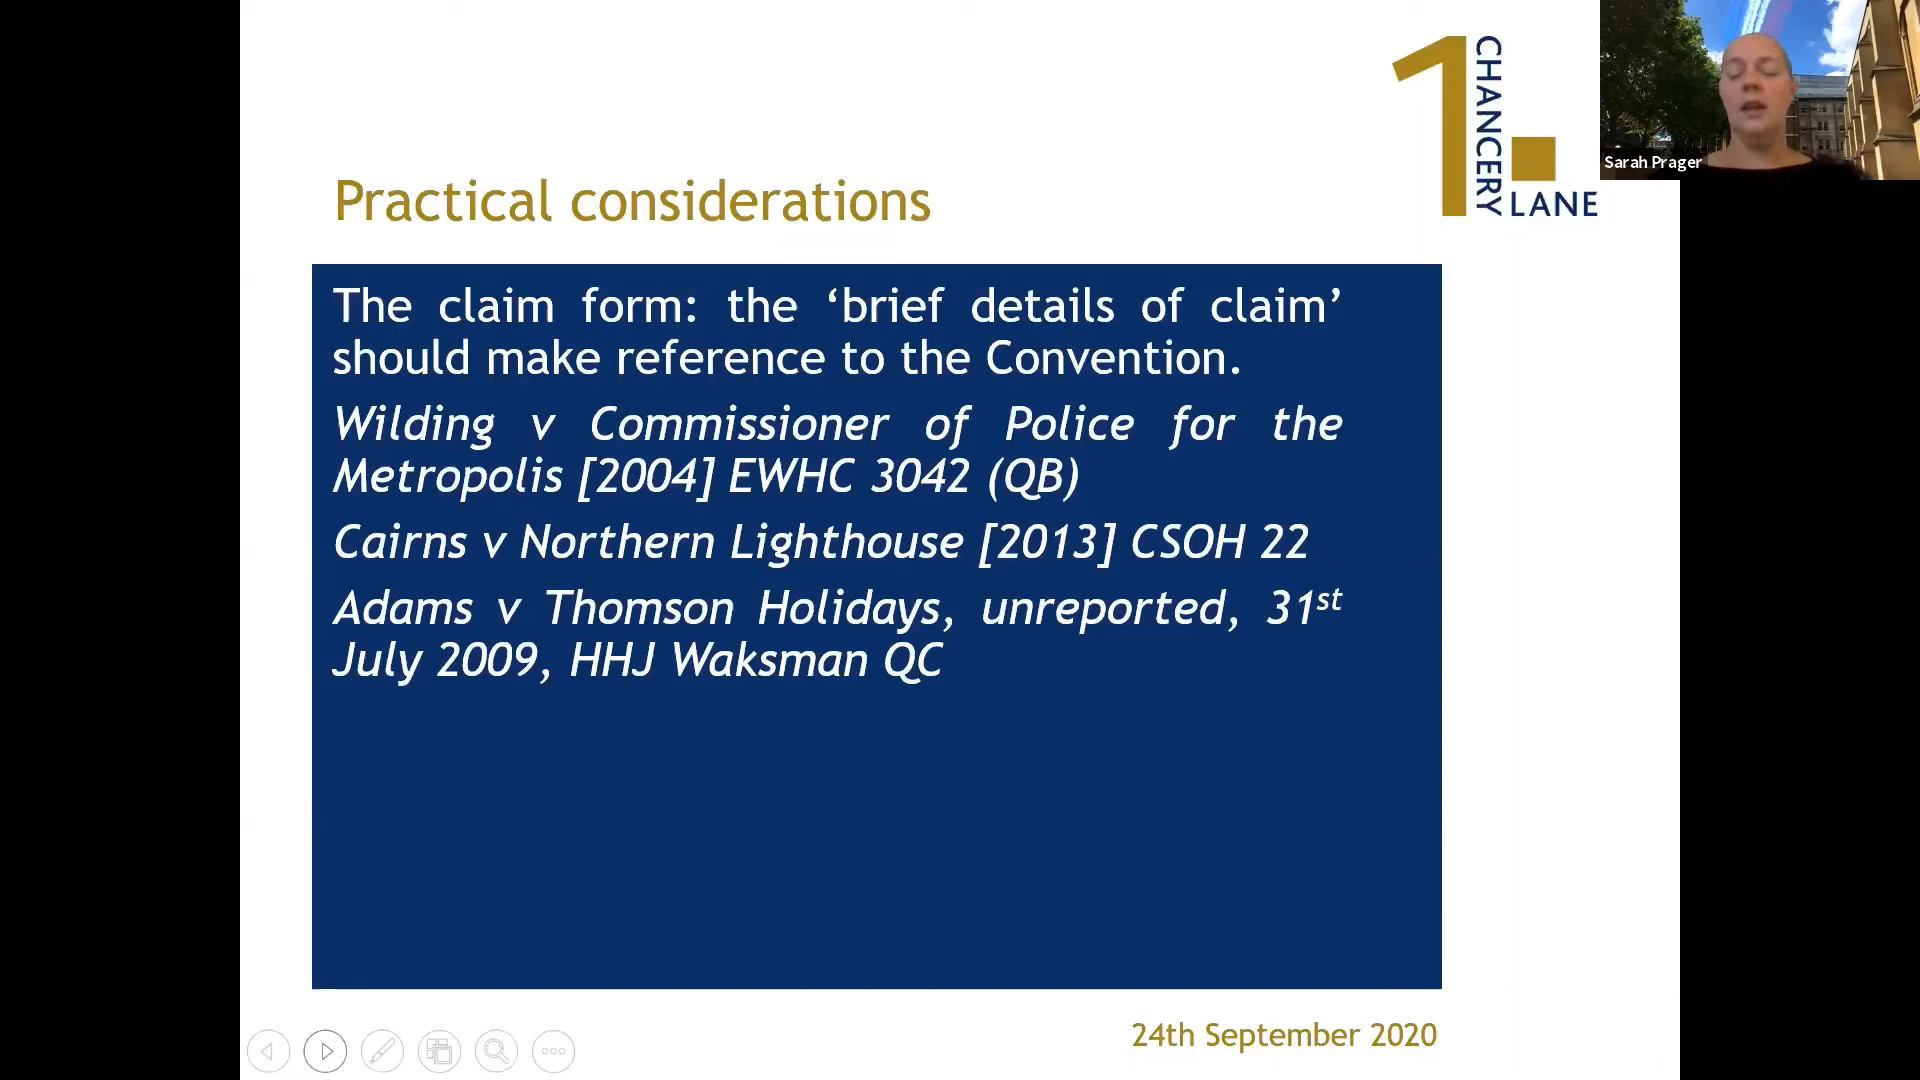 1 CHANCERY LANE
Sarah Prager
Practical considerations
The claim form: the ‘brief details of claim’
should make reference to the Convention.
Wilding v Commissioner of Police for the
Metropolis [2004] EWHC 3042 (QB)
Cairns v Northern Lighthouse [2013] CSOH 22
Adams v Thomson Holidays, unreported, 31st
July 2009, HHJ Waksman QC
24th September 2020